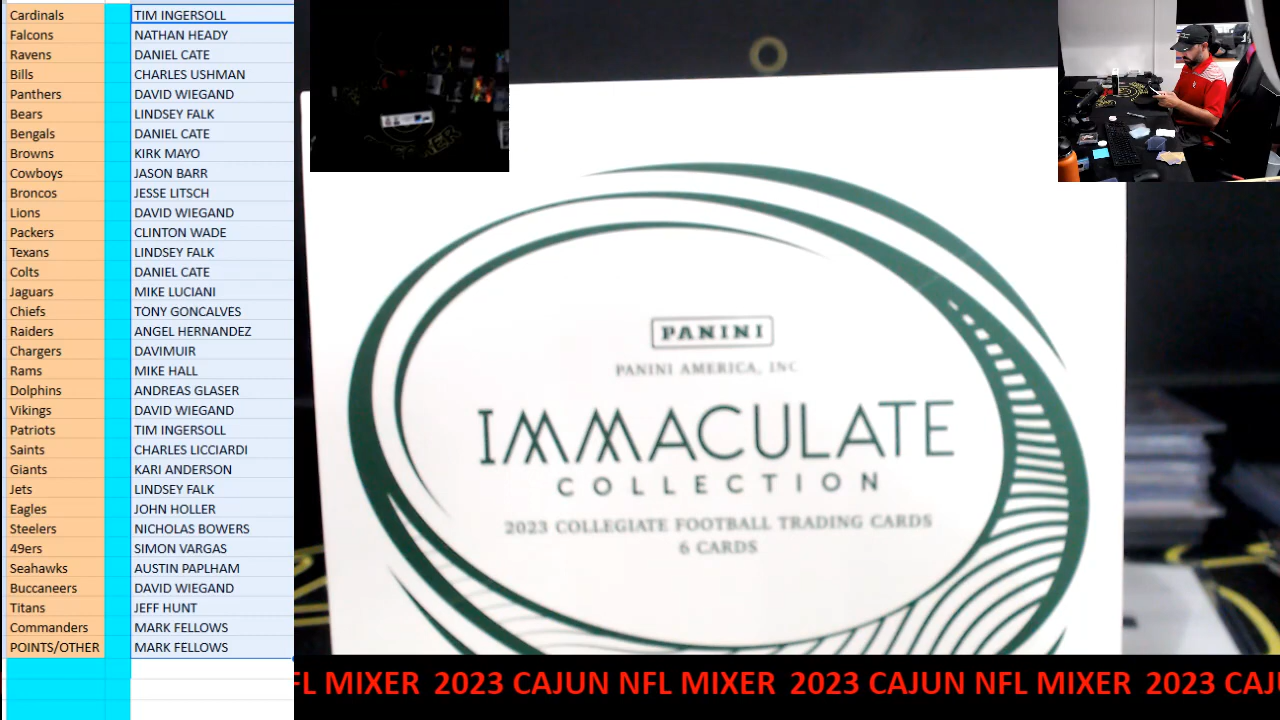 Cardinals TIM INGERSOLL
Falcons NATHAN HEADY
Ravens DANIEL CATE
Bills CHARLES USHMAN
Panthers DAVID WIEGAND
Bears LINDSEY FALK
Bengals DANIEL CATE
Browns KIRK MAYO
Cowboys JASON BARR
Broncos JESSE LITSCH
Lions DAVID WIEGAND
Packers CLINTON WADE
Texans LINDSEY FALK
Colts DANIEL CATE
Jaguars MIKE LUCIANI
Chiefs TONY GONCALVES
Raiders ANGEL HERNANDEZ
Chargers DAVIMUIR
Rams MIKE HALL
Dolphins ANDREAS GLASER
Vikings DAVID WIEGAND
Patriots TIM INGERSOLL
Saints CHARLES LICCIARDI
Giants KARI ANDERSON
Jets LINDSEY FALK
Eagles JOHN HOLLER
Steelers NICHOLAS BOWERS
49ers SIMON VARGAS
Seahawks AUSTIN PAPLHAM
Buccaneers DAVID WIEGAND
Titans JEFF HUNT
Commanders MARK FELLOWS
POINTS/OTHER MARK FELLOWS
PANINI
PANINI AMERICA, INC
IMMACULATE
COLLECTION
2023 COLLEGIATE FOOTBALL TRADING CARDS
6 CARDS
FL MIXER 2023 CAJUN NFL MIXER 2023 CAJUN NFL MIXER 2023 CAJU